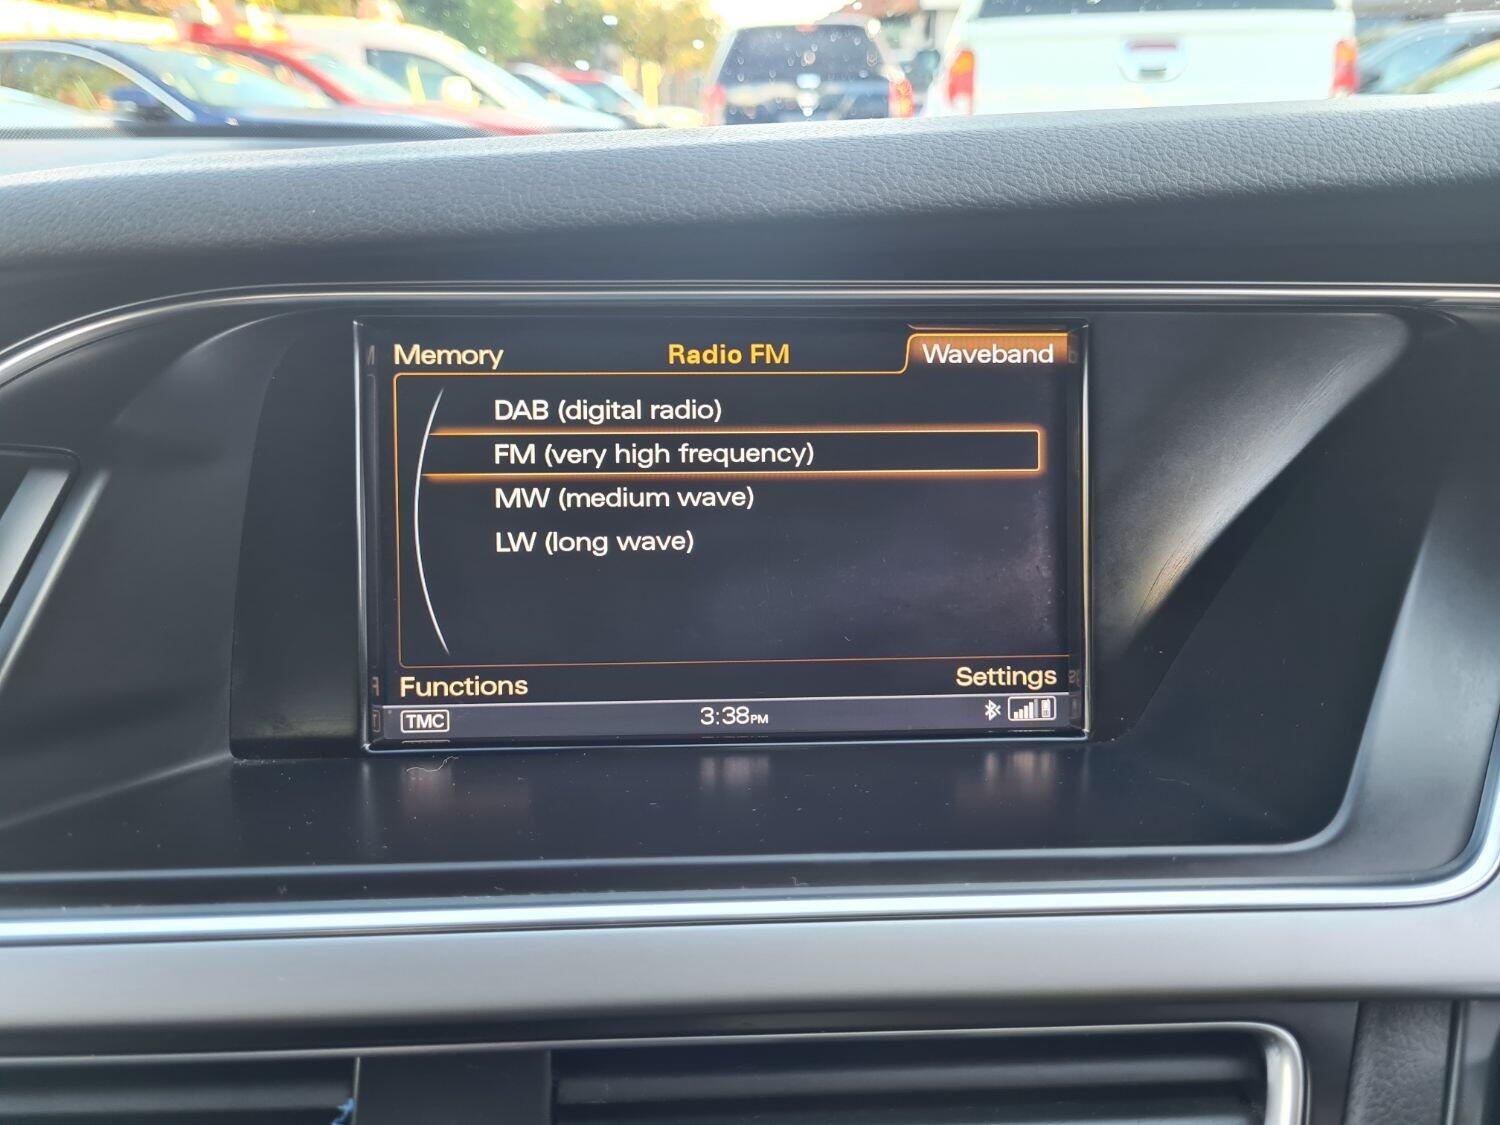 Memory Radio FM Waveband
DAB (digital radio)
FM (very high frequency)
MW (medium wave)
LW (long wave)
Functions Settings
TMC 3:38PM